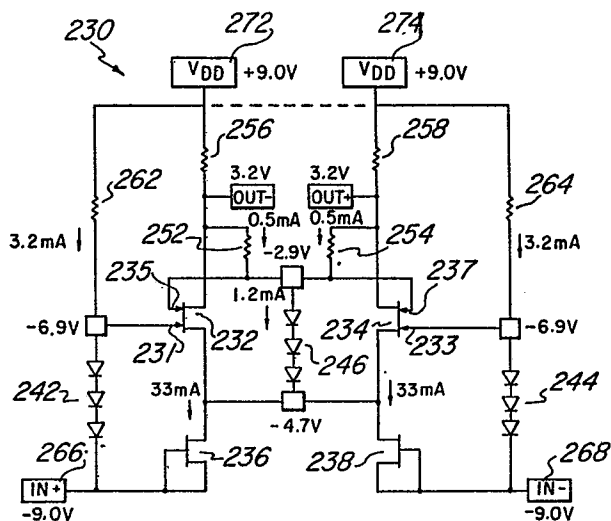 230
272
274
VDD
+9.0V
VDD
+9.0V
256
258
262
264
3.2V
3.2V
OUT-
OUT+
0.5mA
0.5mA
252
254
3.2mA
3.2mA
-2.9V
235
237
1.2mA
-6.9V
-6.9V
231
232
234
233
246
242
244
33mA
33mA
-4.7V
266
236
238
268
IN+
IN-
-9.0V
-9.0V